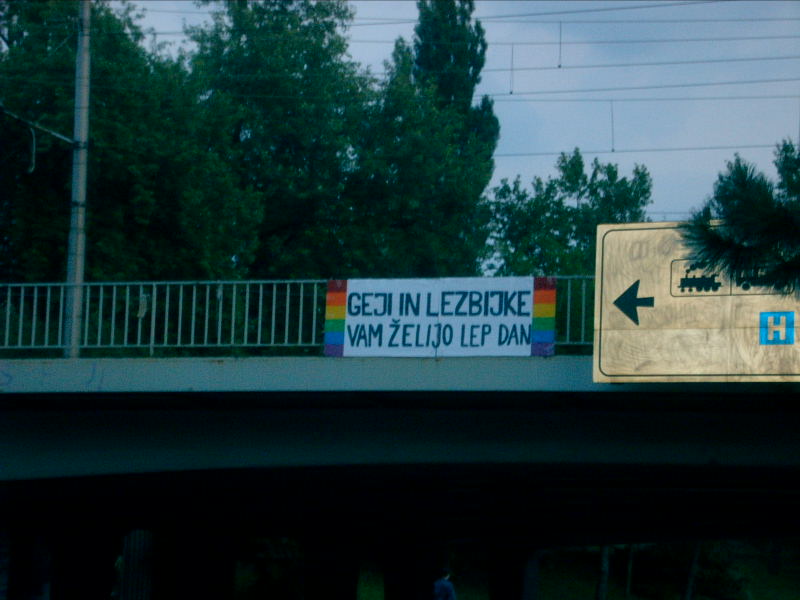 GEJI IN LEZBIJKE
VAM ŽELIJO LEP DAN
H